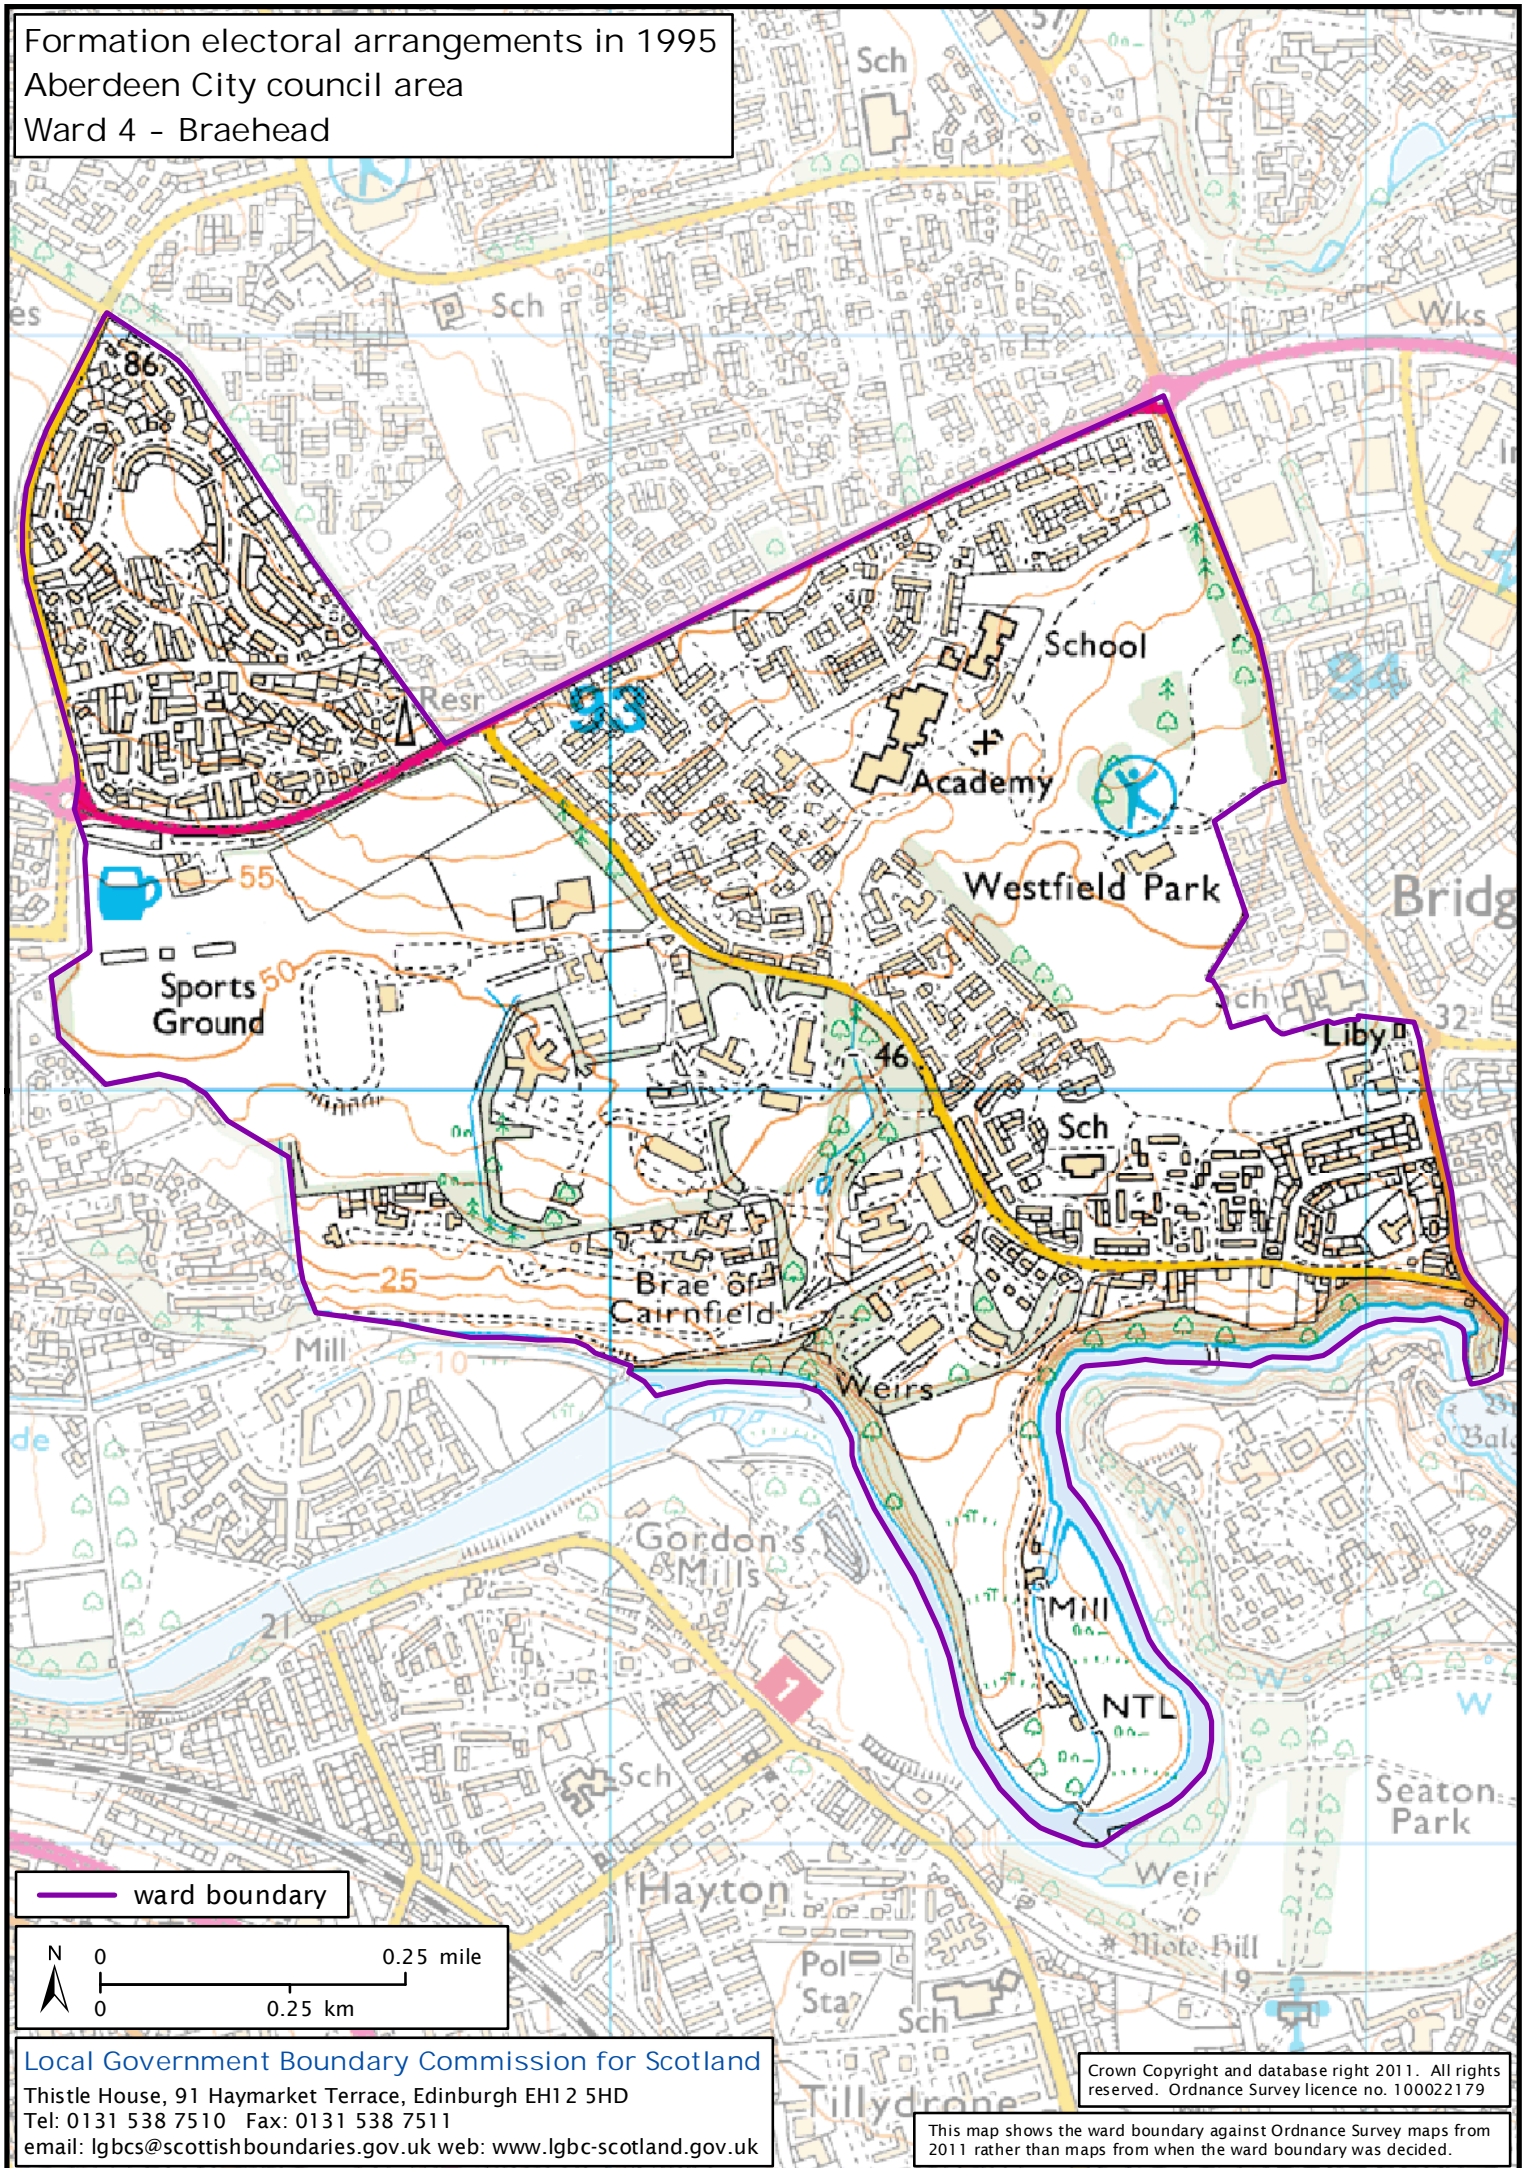 Formation electoral arrangements in 1995
Aberdeen City council area
Ward 4 - Braehead
57
Sch
Sch
es
Wks
86
School
Resr
93
94
Academy
Westfield Park
55
Sports
Ground
50
Bridg
32
Liby
46
Sch
25
Brae of
Cairnfield
Mill
10
Weirs
de
W
Gordon's
Mills
21
Mill
W
W
NTL
1
Sch
Seaton
Park
Weir
Hayton
Mote Hill
19
Pol
Sta
Sch
Tillydrone
ward boundary
N
0 0.25 mile
0 0.25 km
Local Government Boundary Commission for Scotland
Thistle House, 91 Haymarket Terrace, Edinburgh EH12 5HD
Tel: 0131 538 7510 Fax: 0131 538 7511
email: lgbcs@scottishboundaries.gov.uk web: www.lgbc-scotland.gov.uk
Crown Copyright and database right 2011. All rights
reserved. Ordnance Survey licence no. 100022179
This map shows the ward boundary against Ordnance Survey maps from
2011 rather than maps from when the ward boundary was decided.